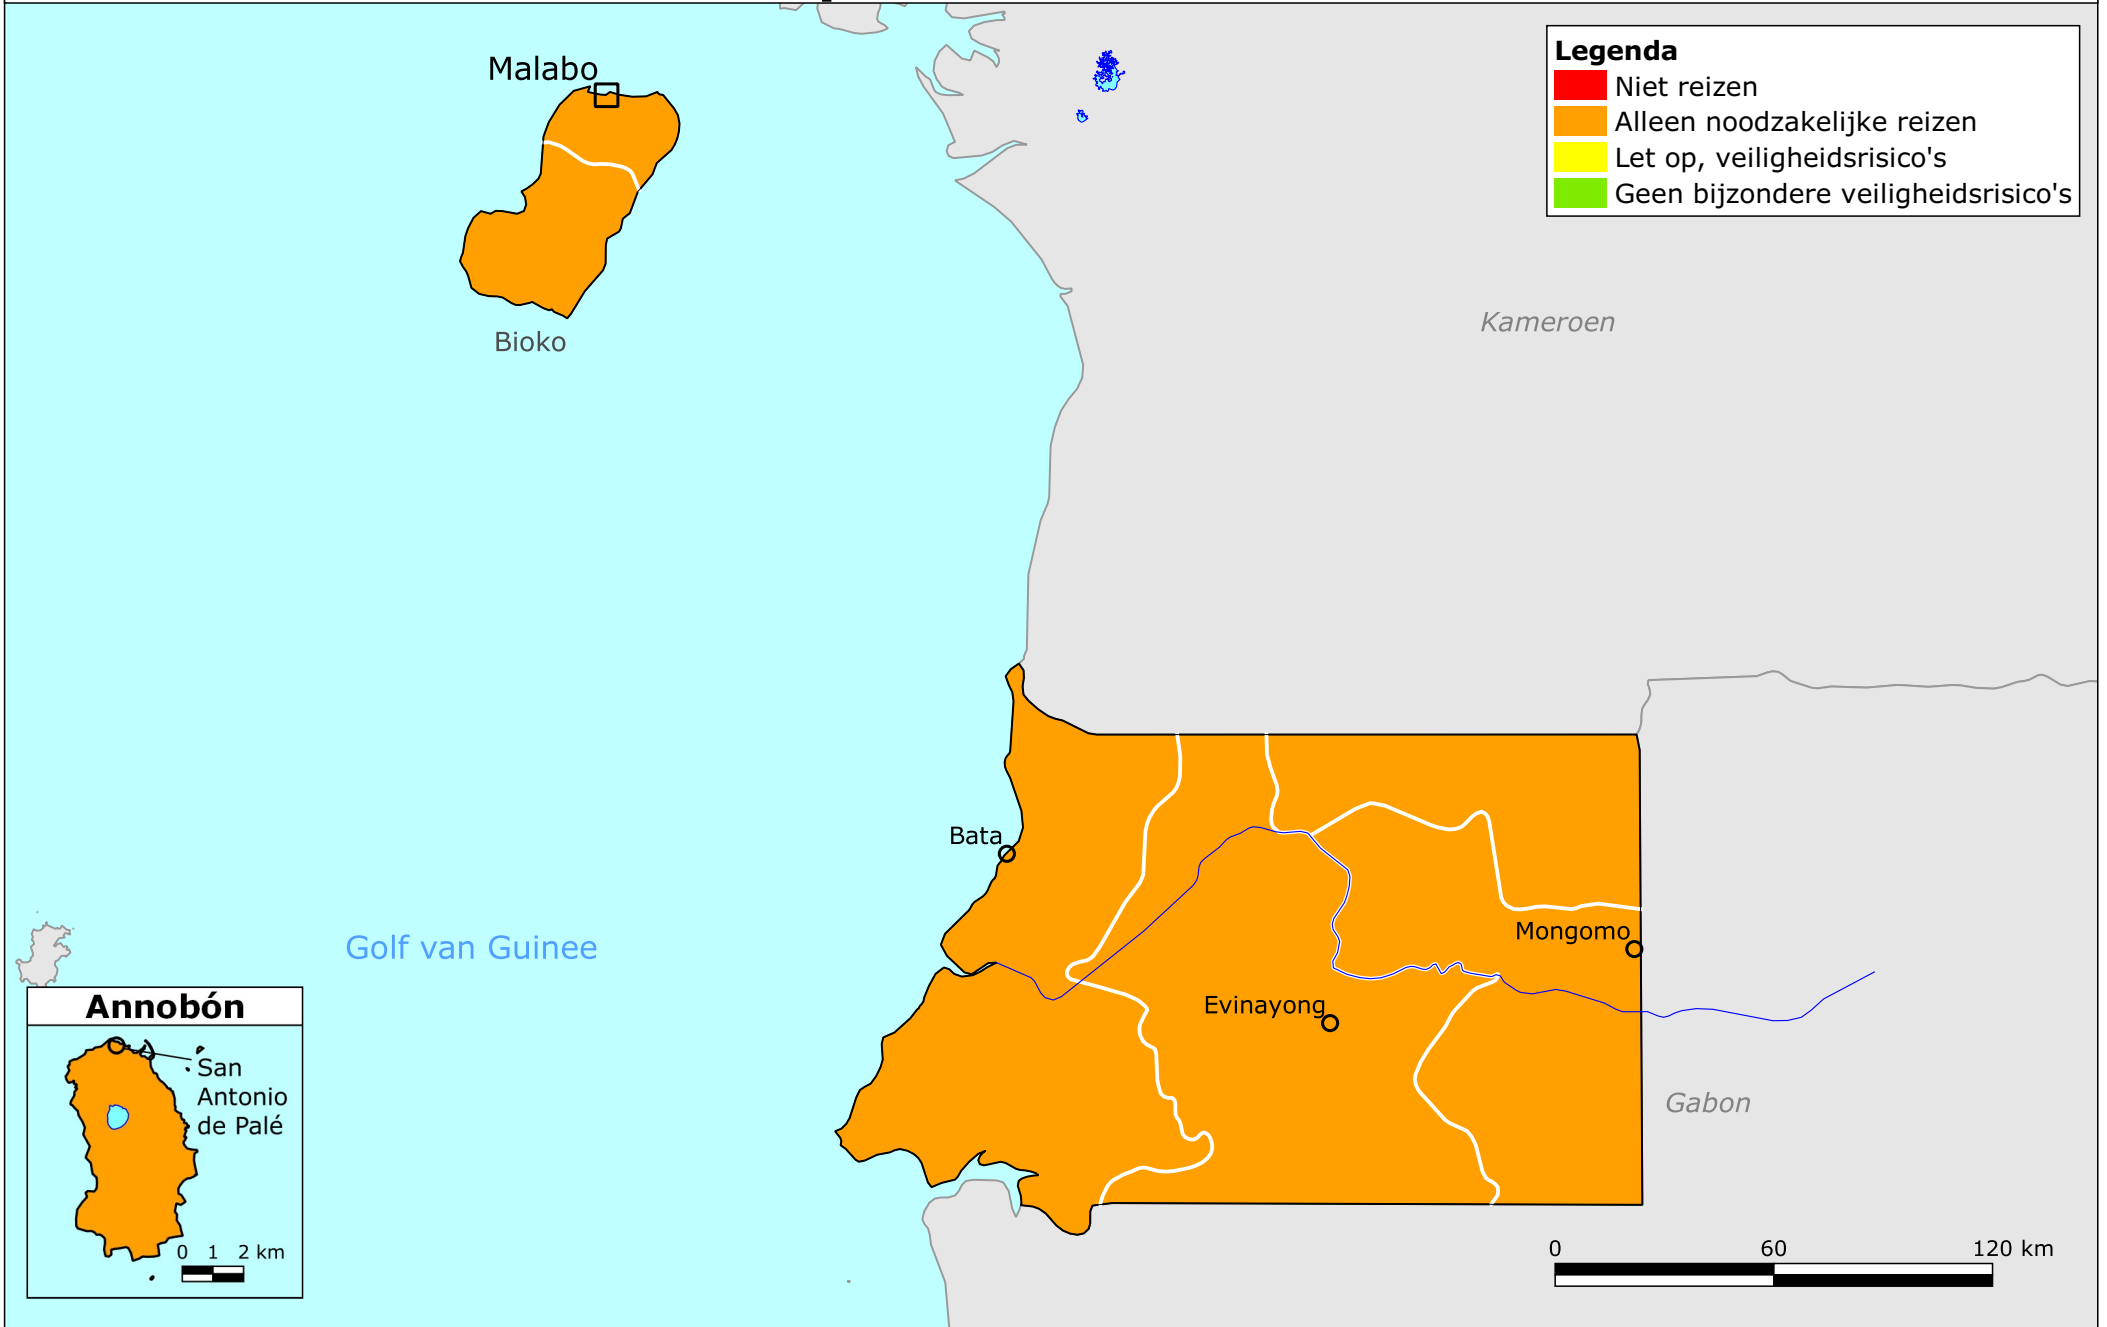 Malabo
Legenda
Niet reizen
Alleen noodzakelijke reizen
Let op, veiligheidsrisico's
Geen bijzondere veiligheidsrisico's
Kameroen
Bioko
Bata
Mongomo
Golf van Guinee
Evinayong
Annobón
San
Antonio
de Palé
Gabon
0 1 2 km
0 60 120 km